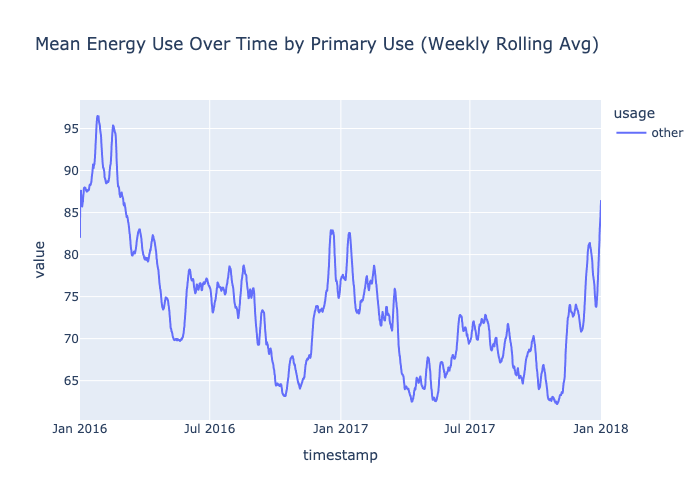 Mean Energy Use Over Time by Primary Use (Weekly Rolling Avg)
usage
other
95
90
85
80
75
70
65
value
Jan 2016
Jul 2016
Jan 2017
Jul 2017
Jan 2018
timestamp